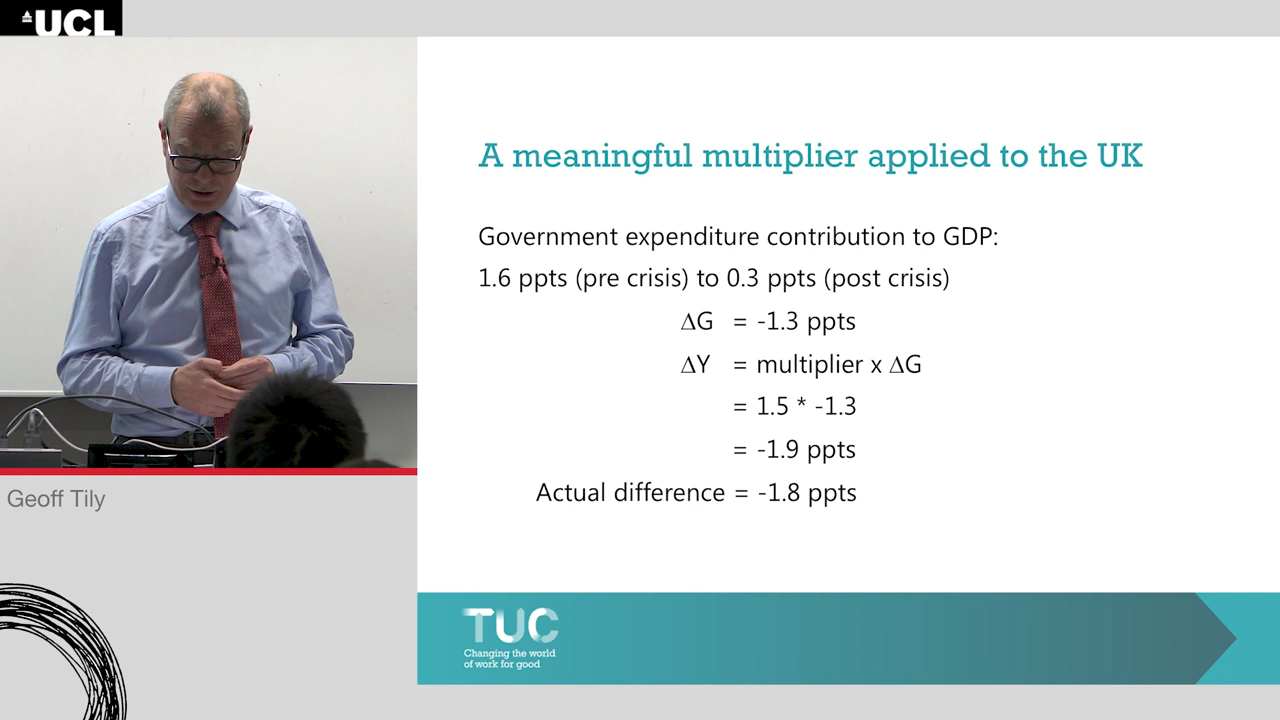 UCL
A meaningful multiplier applied to the UK
Government expenditure contribution to GDP:
1.6 ppts (pre crisis) to 0.3 ppts (post crisis)
∆G = -1.3 ppts
∆Y = multiplier x ∆G
= 1.5 * -1.3
= -1.9 ppts
Actual difference = -1.8 ppts
Geoff Tily
TUC
Changing the world
of work for good